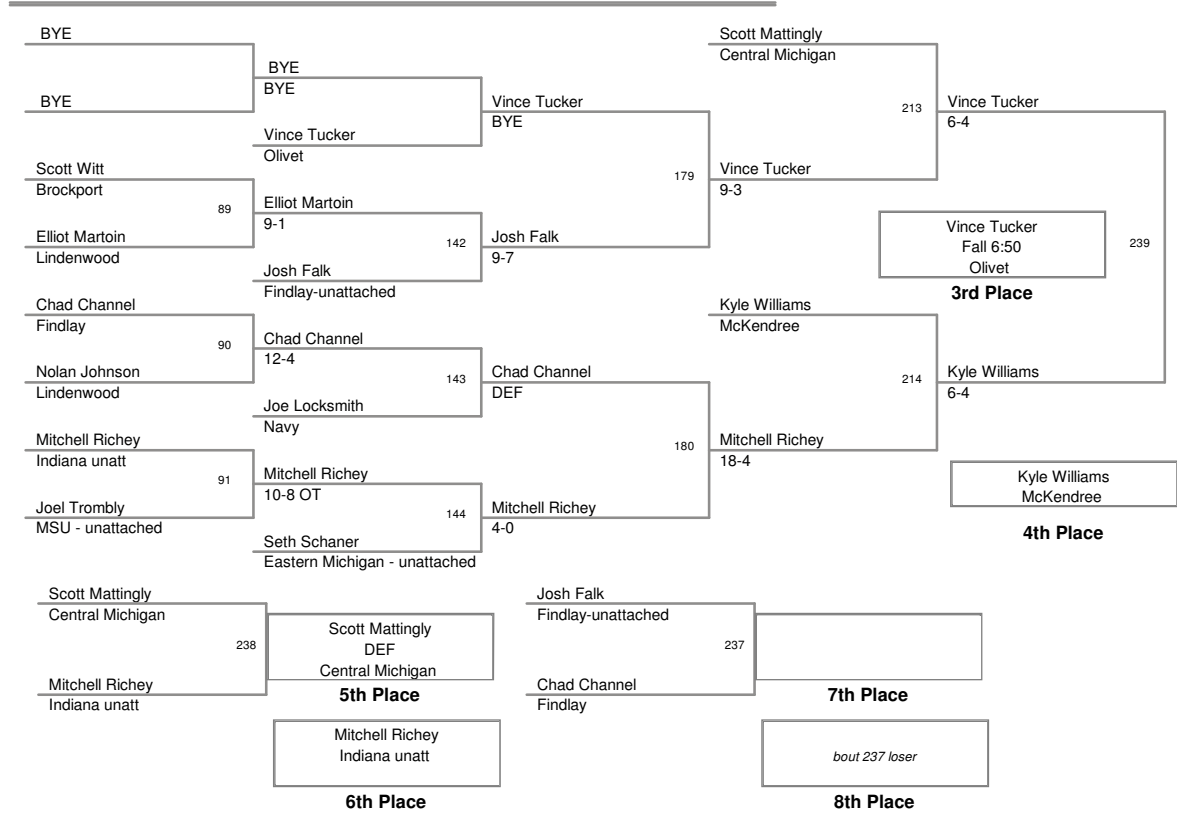 BYE
BYE
BYE
BYE
Vince Tucker
Olivet
Vince Tucker
BYE
Scott Witt
Brockport
89
Elliot Martoin
Lindenwood
Elliot Martoin
9-1
142
Josh Falk
Findlay-unattached
Josh Falk
9-7
179
Vince Tucker
9-3
Scott Mattingly
Central Michigan
213
Vince Tucker
6-4
Chad Channel
Findlay
90
Nolan Johnson
Lindenwood
Chad Channel
12-4
143
Joe Locksmith
Navy
Chad Channel
DEF
Mitchell Richey
Indiana unatt
91
Joel Trombly
MSU - unattached
Mitchell Richey
10-8 OT
144
Seth Schaner
Eastern Michigan - unattached
Mitchell Richey
4-0
180
Mitchell Richey
18-4
Kyle Williams
McKendree
214
Kyle Williams
6-4
239
Vince Tucker
Fall 6:50
Olivet
3rd Place
Kyle Williams
McKendree
4th Place
Scott Mattingly
Central Michigan
238
Mitchell Richey
Indiana unatt
Scott Mattingly
DEF
Central Michigan
5th Place
Mitchell Richey
Indiana unatt
6th Place
Josh Falk
Findlay-unattached
237
Chad Channel
Findlay
7th Place
bout 237 loser
8th Place